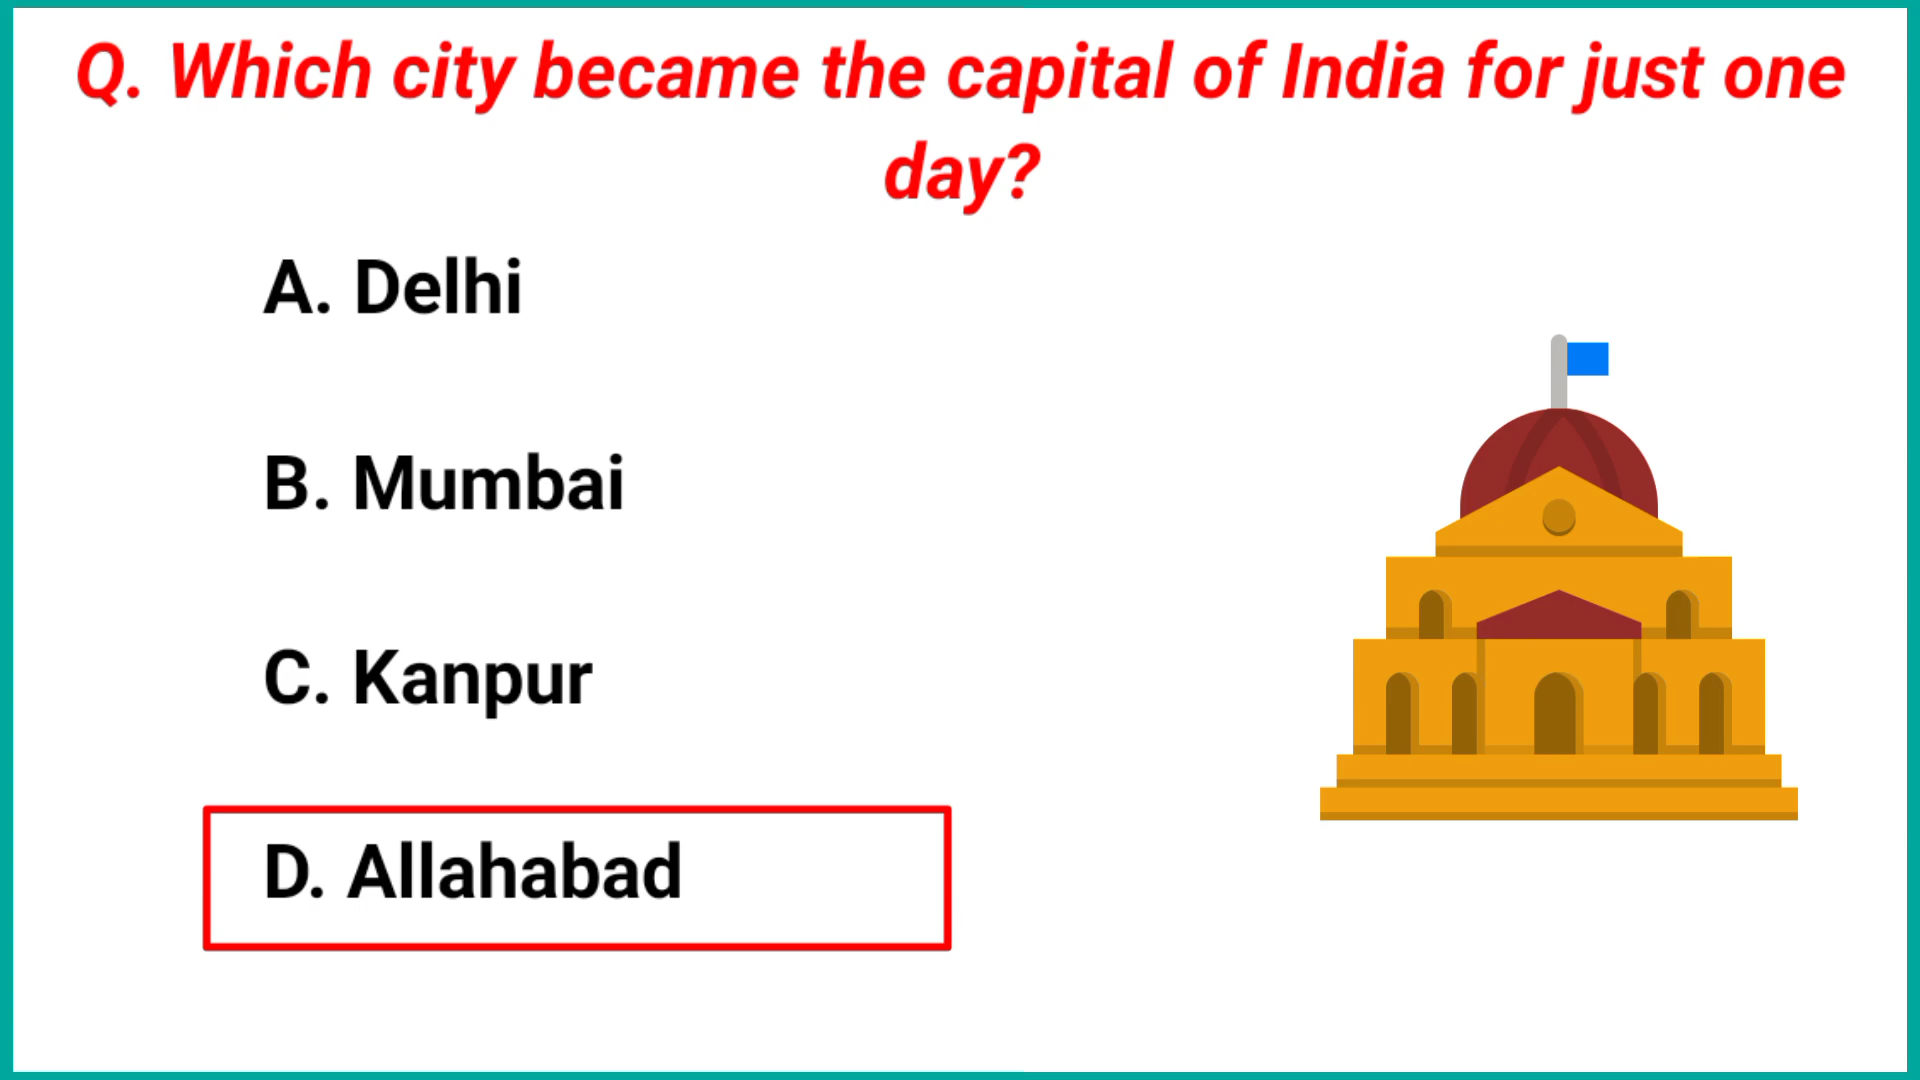 Q. Which city became the capital of India for just one
day?
A. Delhi
B. Mumbai
C. Kanpur
D. Allahabad